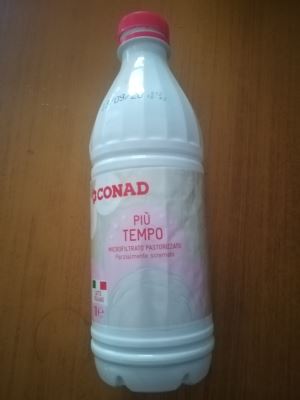 CONAD
PIÙ
TEMPO
MICROFILTRATO PASTORIZZATO
Parzialmente scremato